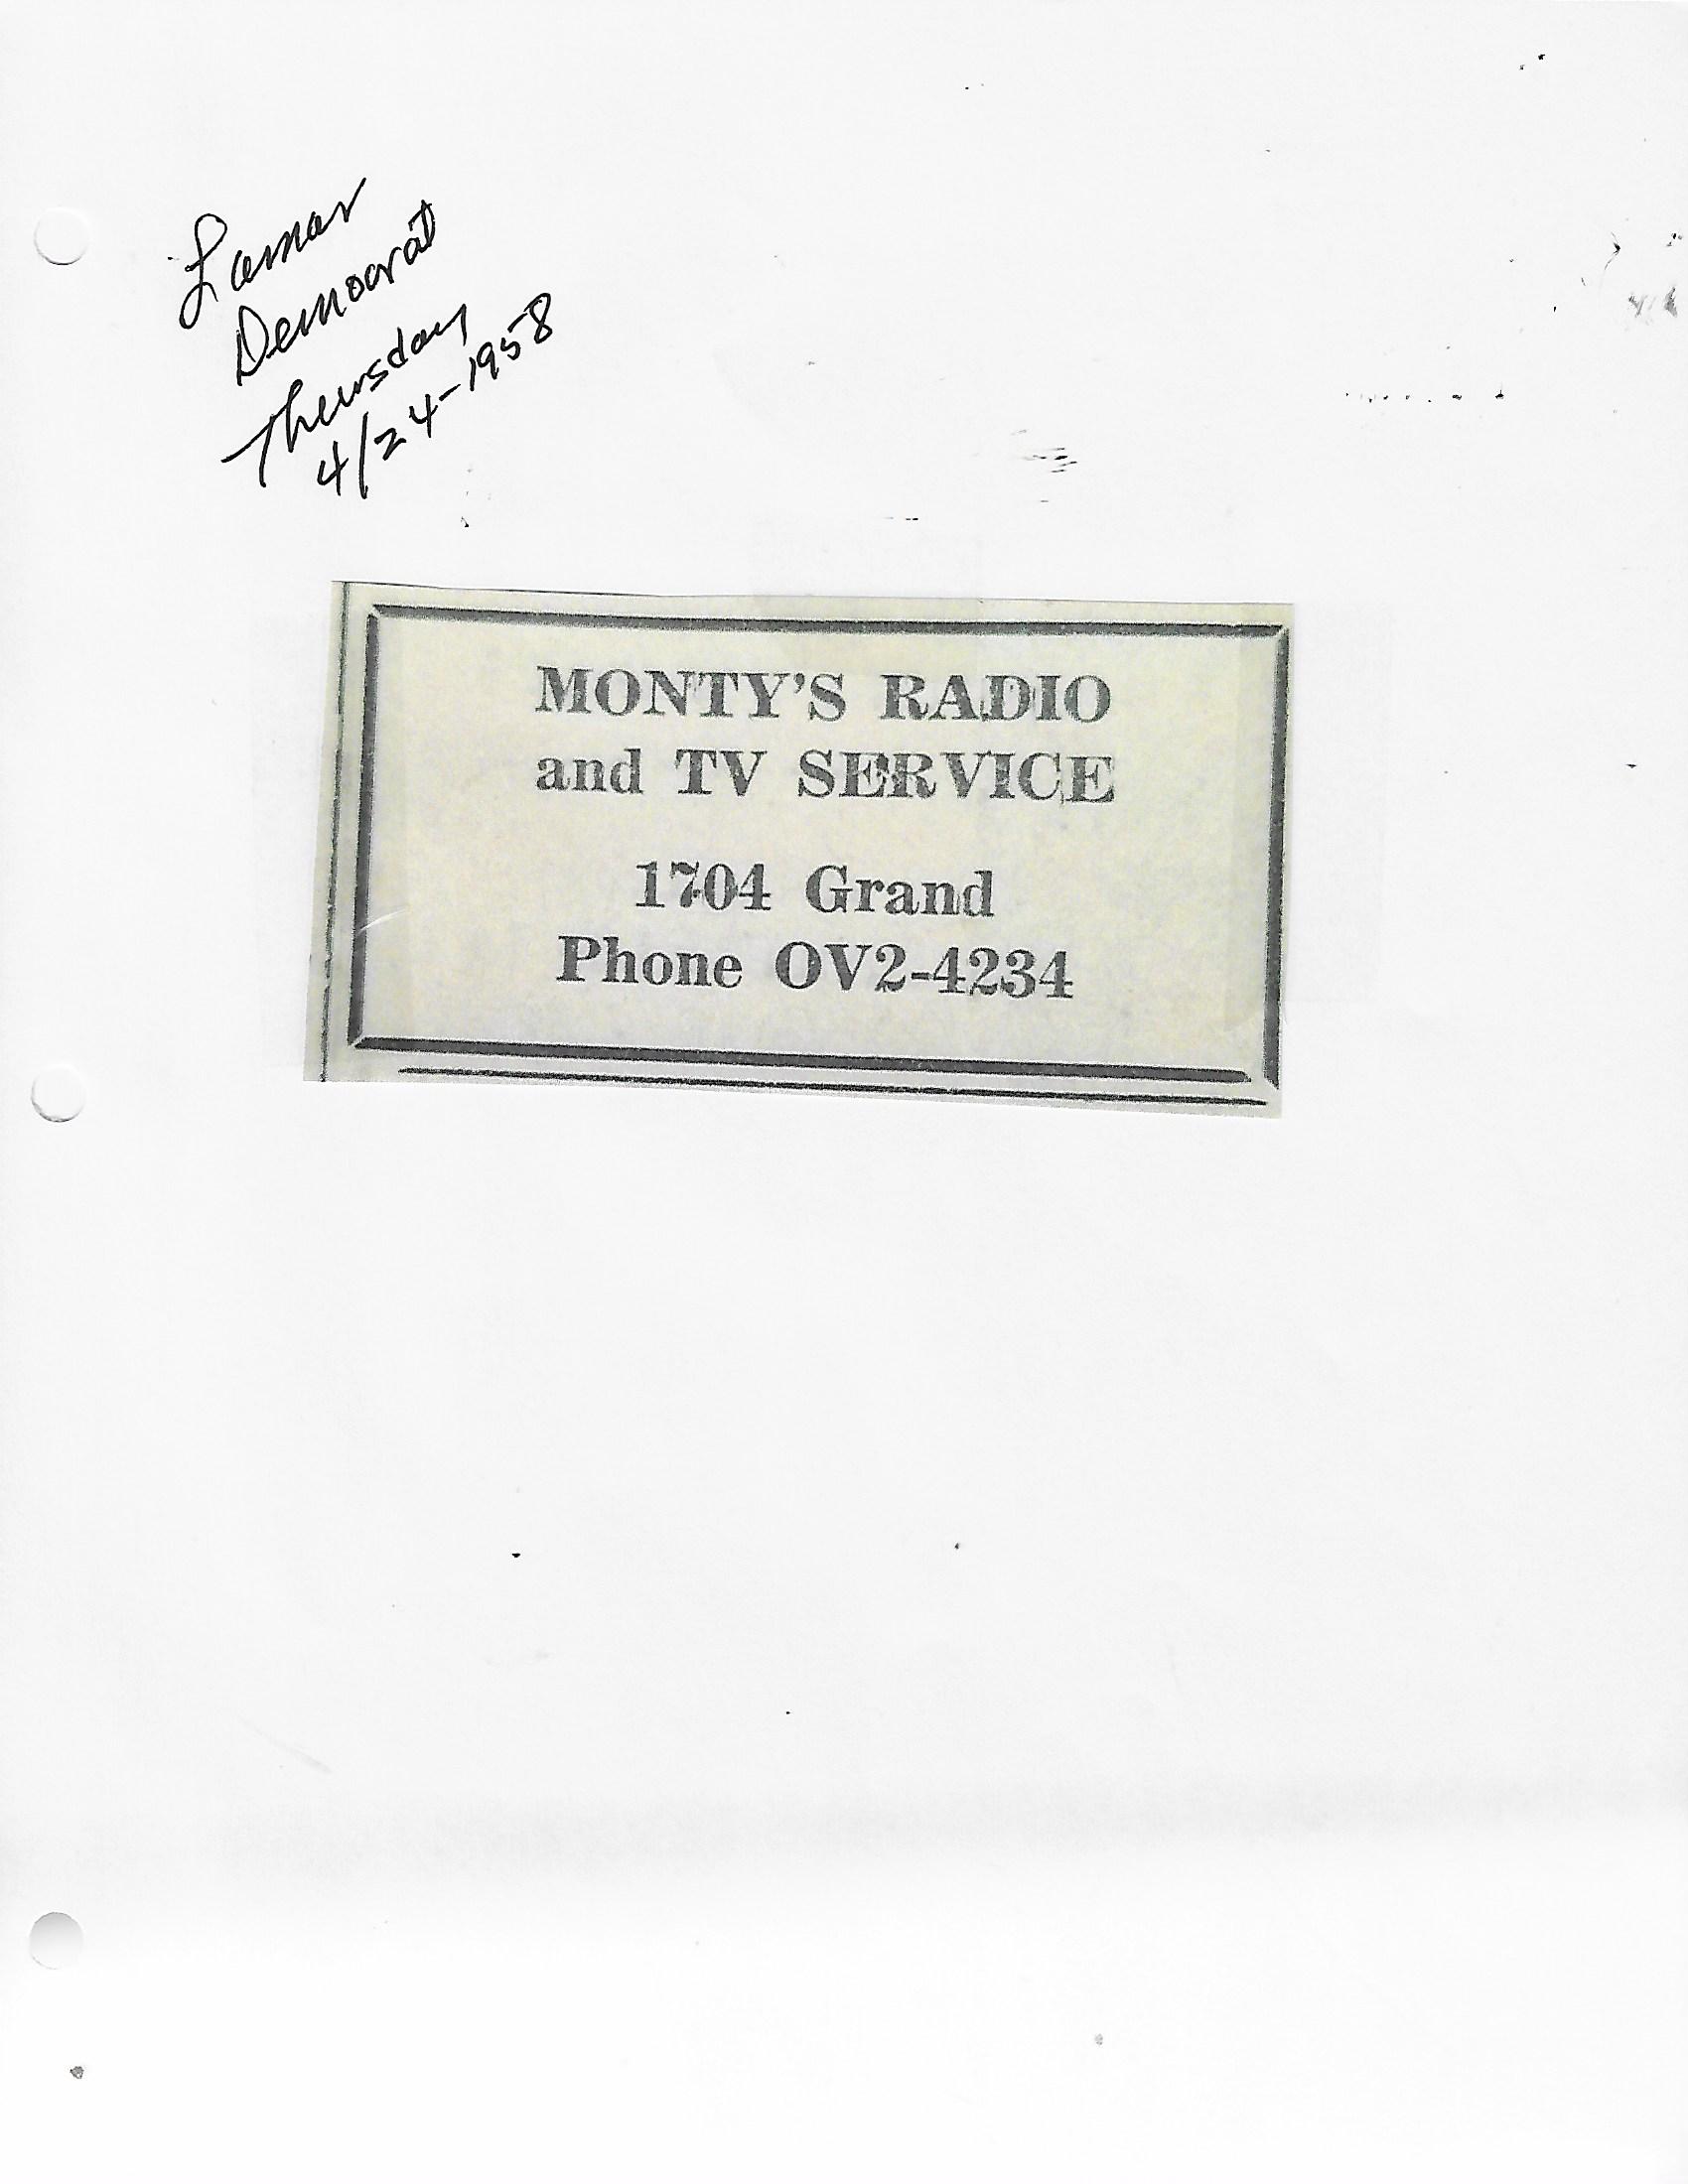 Lamar
Democrat
Thursday
4/24-1958
MONTY'S RADIO
and TV SERVICE
1704 Grand
Phone OV2-4234